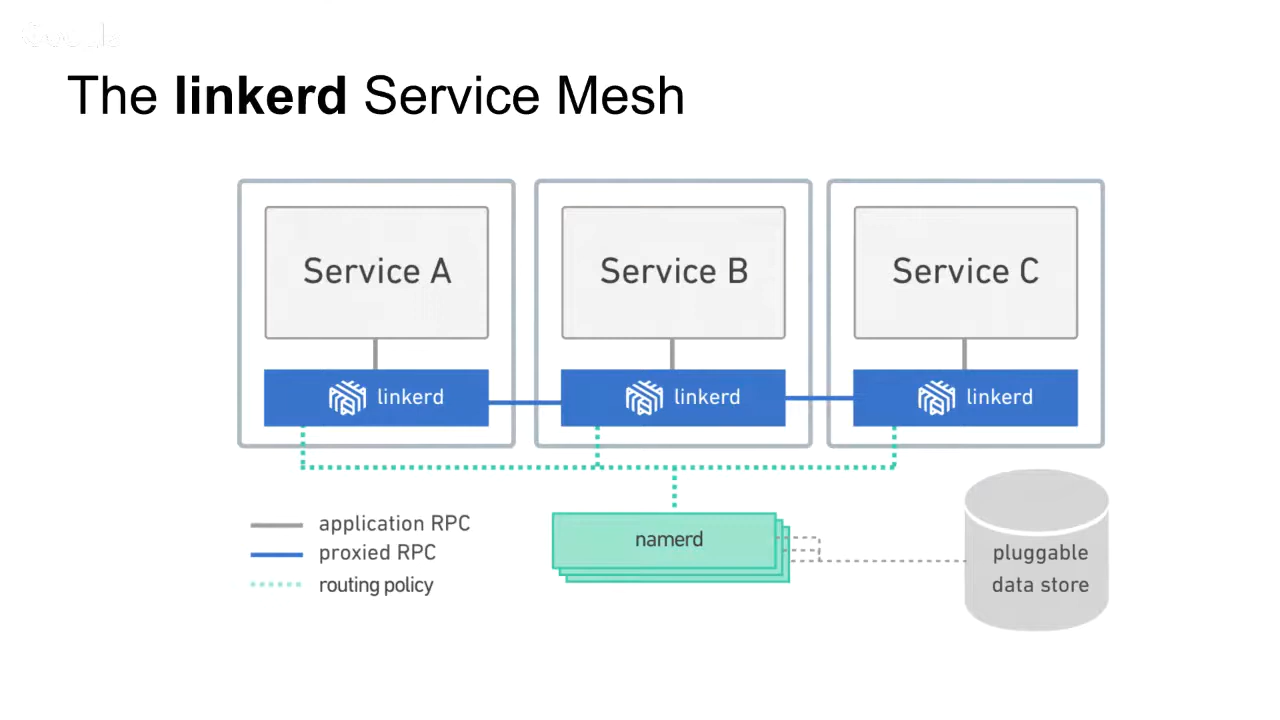 The linkerd Service Mesh
Service A
Service B
Service C
linkerd
linkerd
linkerd
application RPC
proxied RPC
routing policy
namerd
pluggable
data store